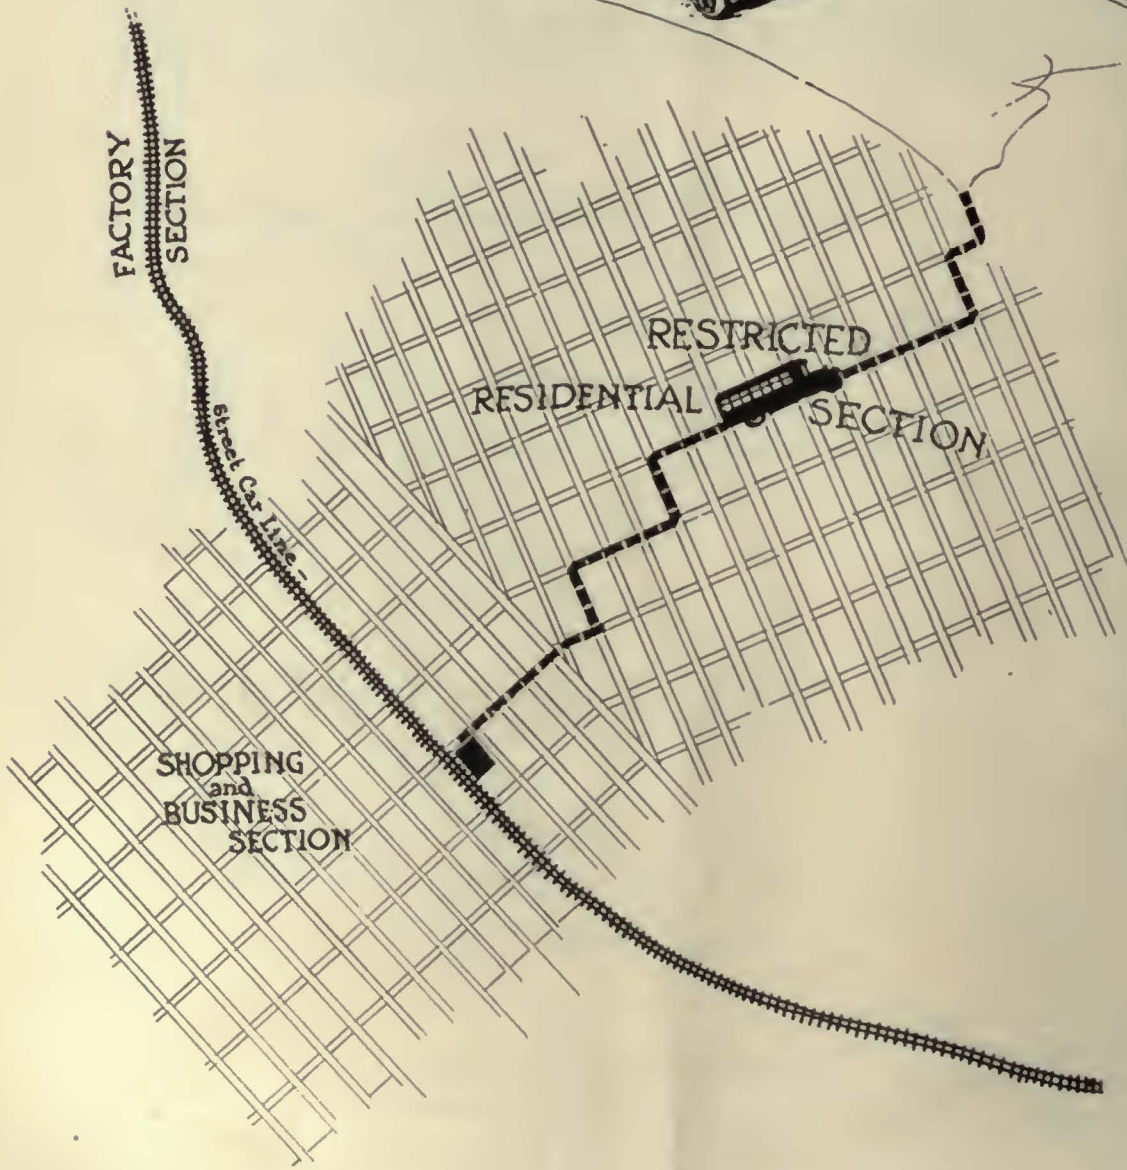 FACTORY
SECTION
RESTRICTED
RESIDENTIAL
SECTION
Street Car Line -
SHOPPING
and
BUSINESS
SECTION